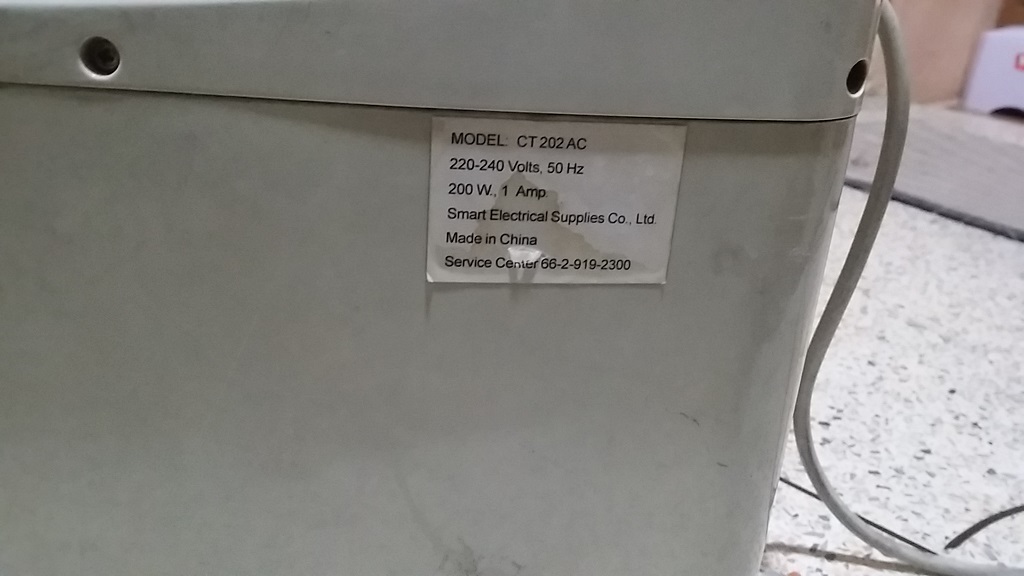 MODEL: CT 202 AC
220-240 Volts, 50 Hz
200 W., 1 Amp.
Smart Electrical Supplies Co., Ltd.
Made in China
Service Center 66-2-919-2300